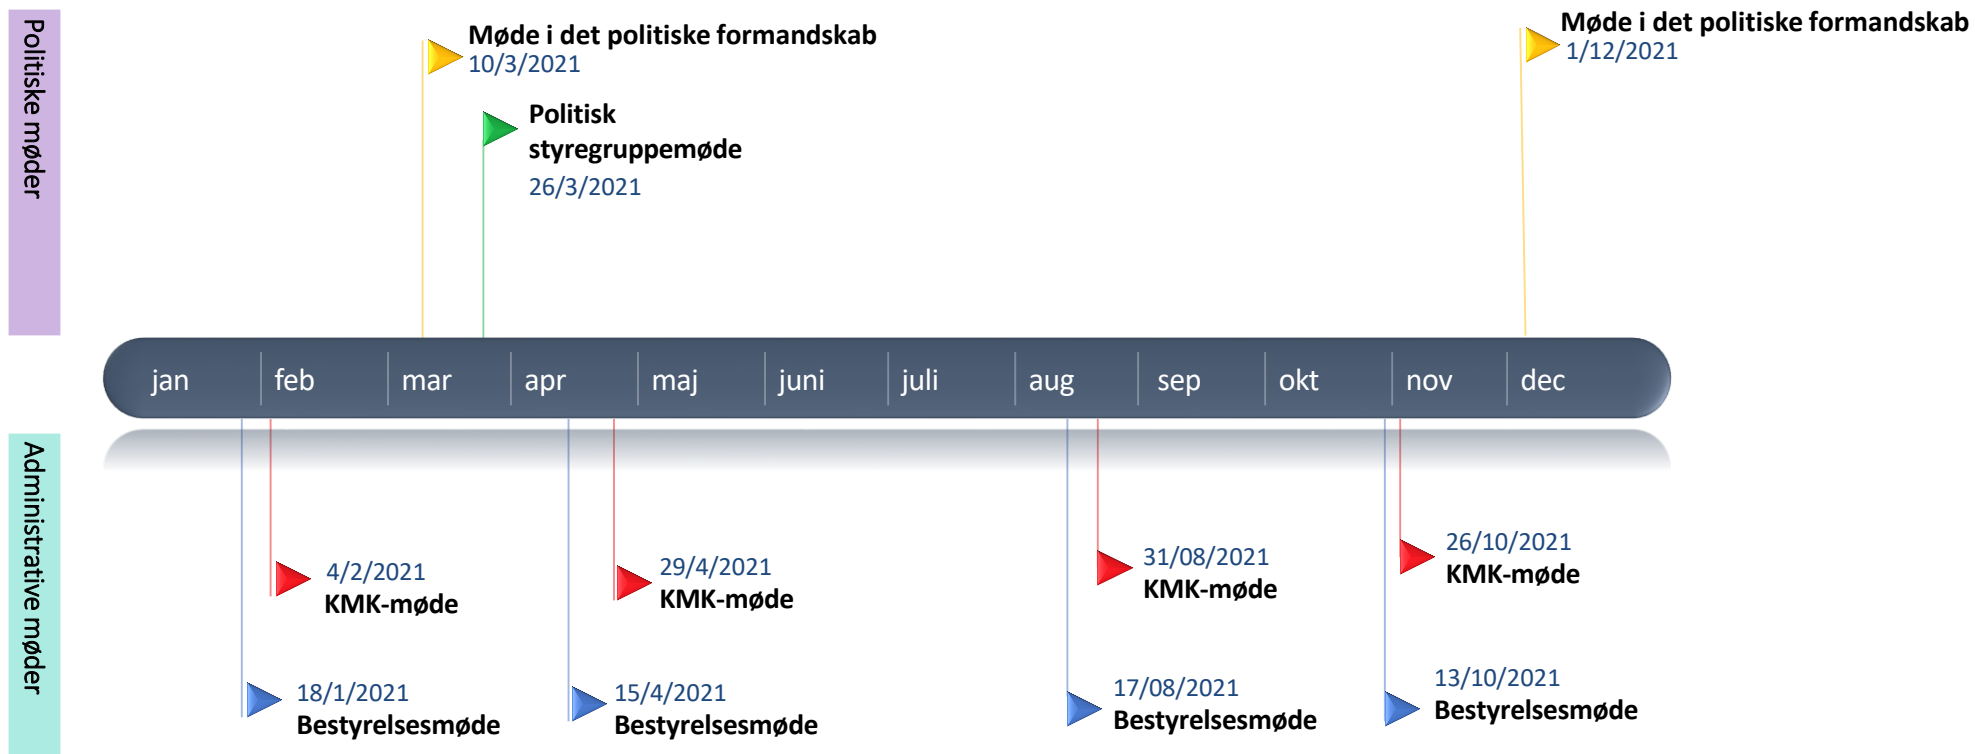 Politiske møder
Møde i det politiske formandskab
10/3/2021
Politisk
styregruppemøde
26/3/2021
Møde i det politiske formandskab
1/12/2021
jan
feb
mar
apr
maj
juni
juli
aug
sep
okt
nov
dec
Administrative møder
4/2/2021
KMK-møde
29/4/2021
KMK-møde
31/08/2021
KMK-møde
26/10/2021
KMK-møde
18/1/2021
Bestyrelsesmøde
15/4/2021
Bestyrelsesmøde
17/08/2021
Bestyrelsesmøde
13/10/2021
Bestyrelsesmøde